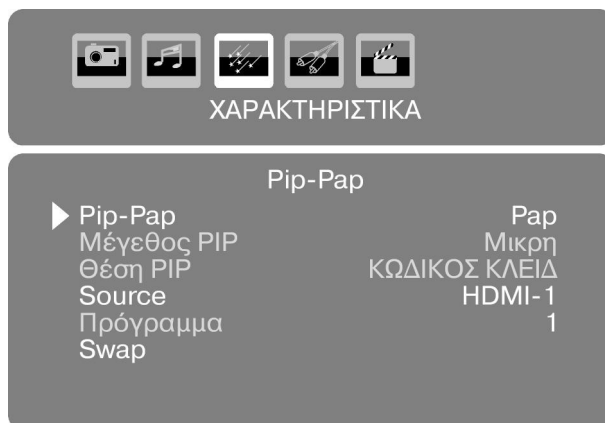 ΧΑΡΑΚΤΗΡΙΣΤΙΚΑ
Pip-Pap
Pip-Pap Pap
Μέγεθος PIP Μικρη
Θέση PIP ΚΩΔΙΚΟΣ ΚΛΕΙΔ
Source HDMI-1
Πρόγραμμα 1
Swap